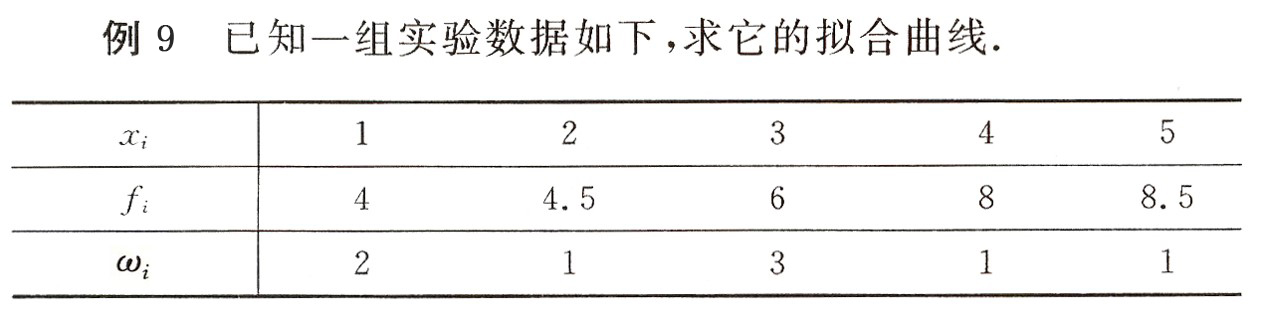 例 9 已知一组实验数据如下,求它的拟合曲线.
x_i 1 2 3 4 5
f_i 4 4.5 6 8 8.5
ω_i 2 1 3 1 1